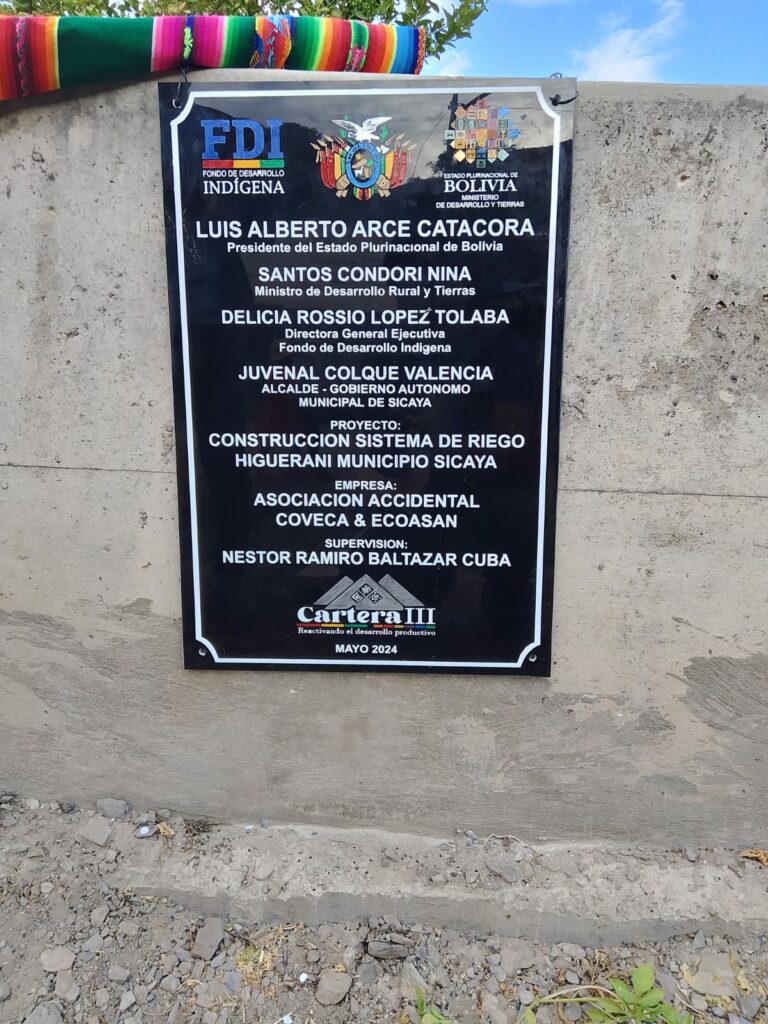 FDI
FONDO DE DESARROLLO
INDÍGENA
ESTADO PLURINACIONAL DE
BOLIVIA
MINISTERIO
DE DESARROLLO Y TIERRAS
LUIS ALBERTO ARCE CATACORA
Presidente del Estado Plurinacional de Bolivia
SANTOS CONDORI NINA
Ministro de Desarrollo Rural y Tierras
DELICIA ROSSIO LOPEZ TOLABA
Directora General Ejecutiva
Fondo de Desarrollo Indigena
JUVENAL COLQUE VALENCIA
ALCALDE - GOBIERNO AUTONOMO
MUNICIPAL DE SICAYA
PROYECTO:
CONSTRUCCION SISTEMA DE RIEGO
HIGUERANI MUNICIPIO SICAYA
EMPRESA:
ASOCIACION ACCIDENTAL
COVECA & ECOASAN
SUPERVISION:
NESTOR RAMIRO BALTAZAR CUBA
Cartera III
Reactivando el desarrollo productivo
MAYO 2024